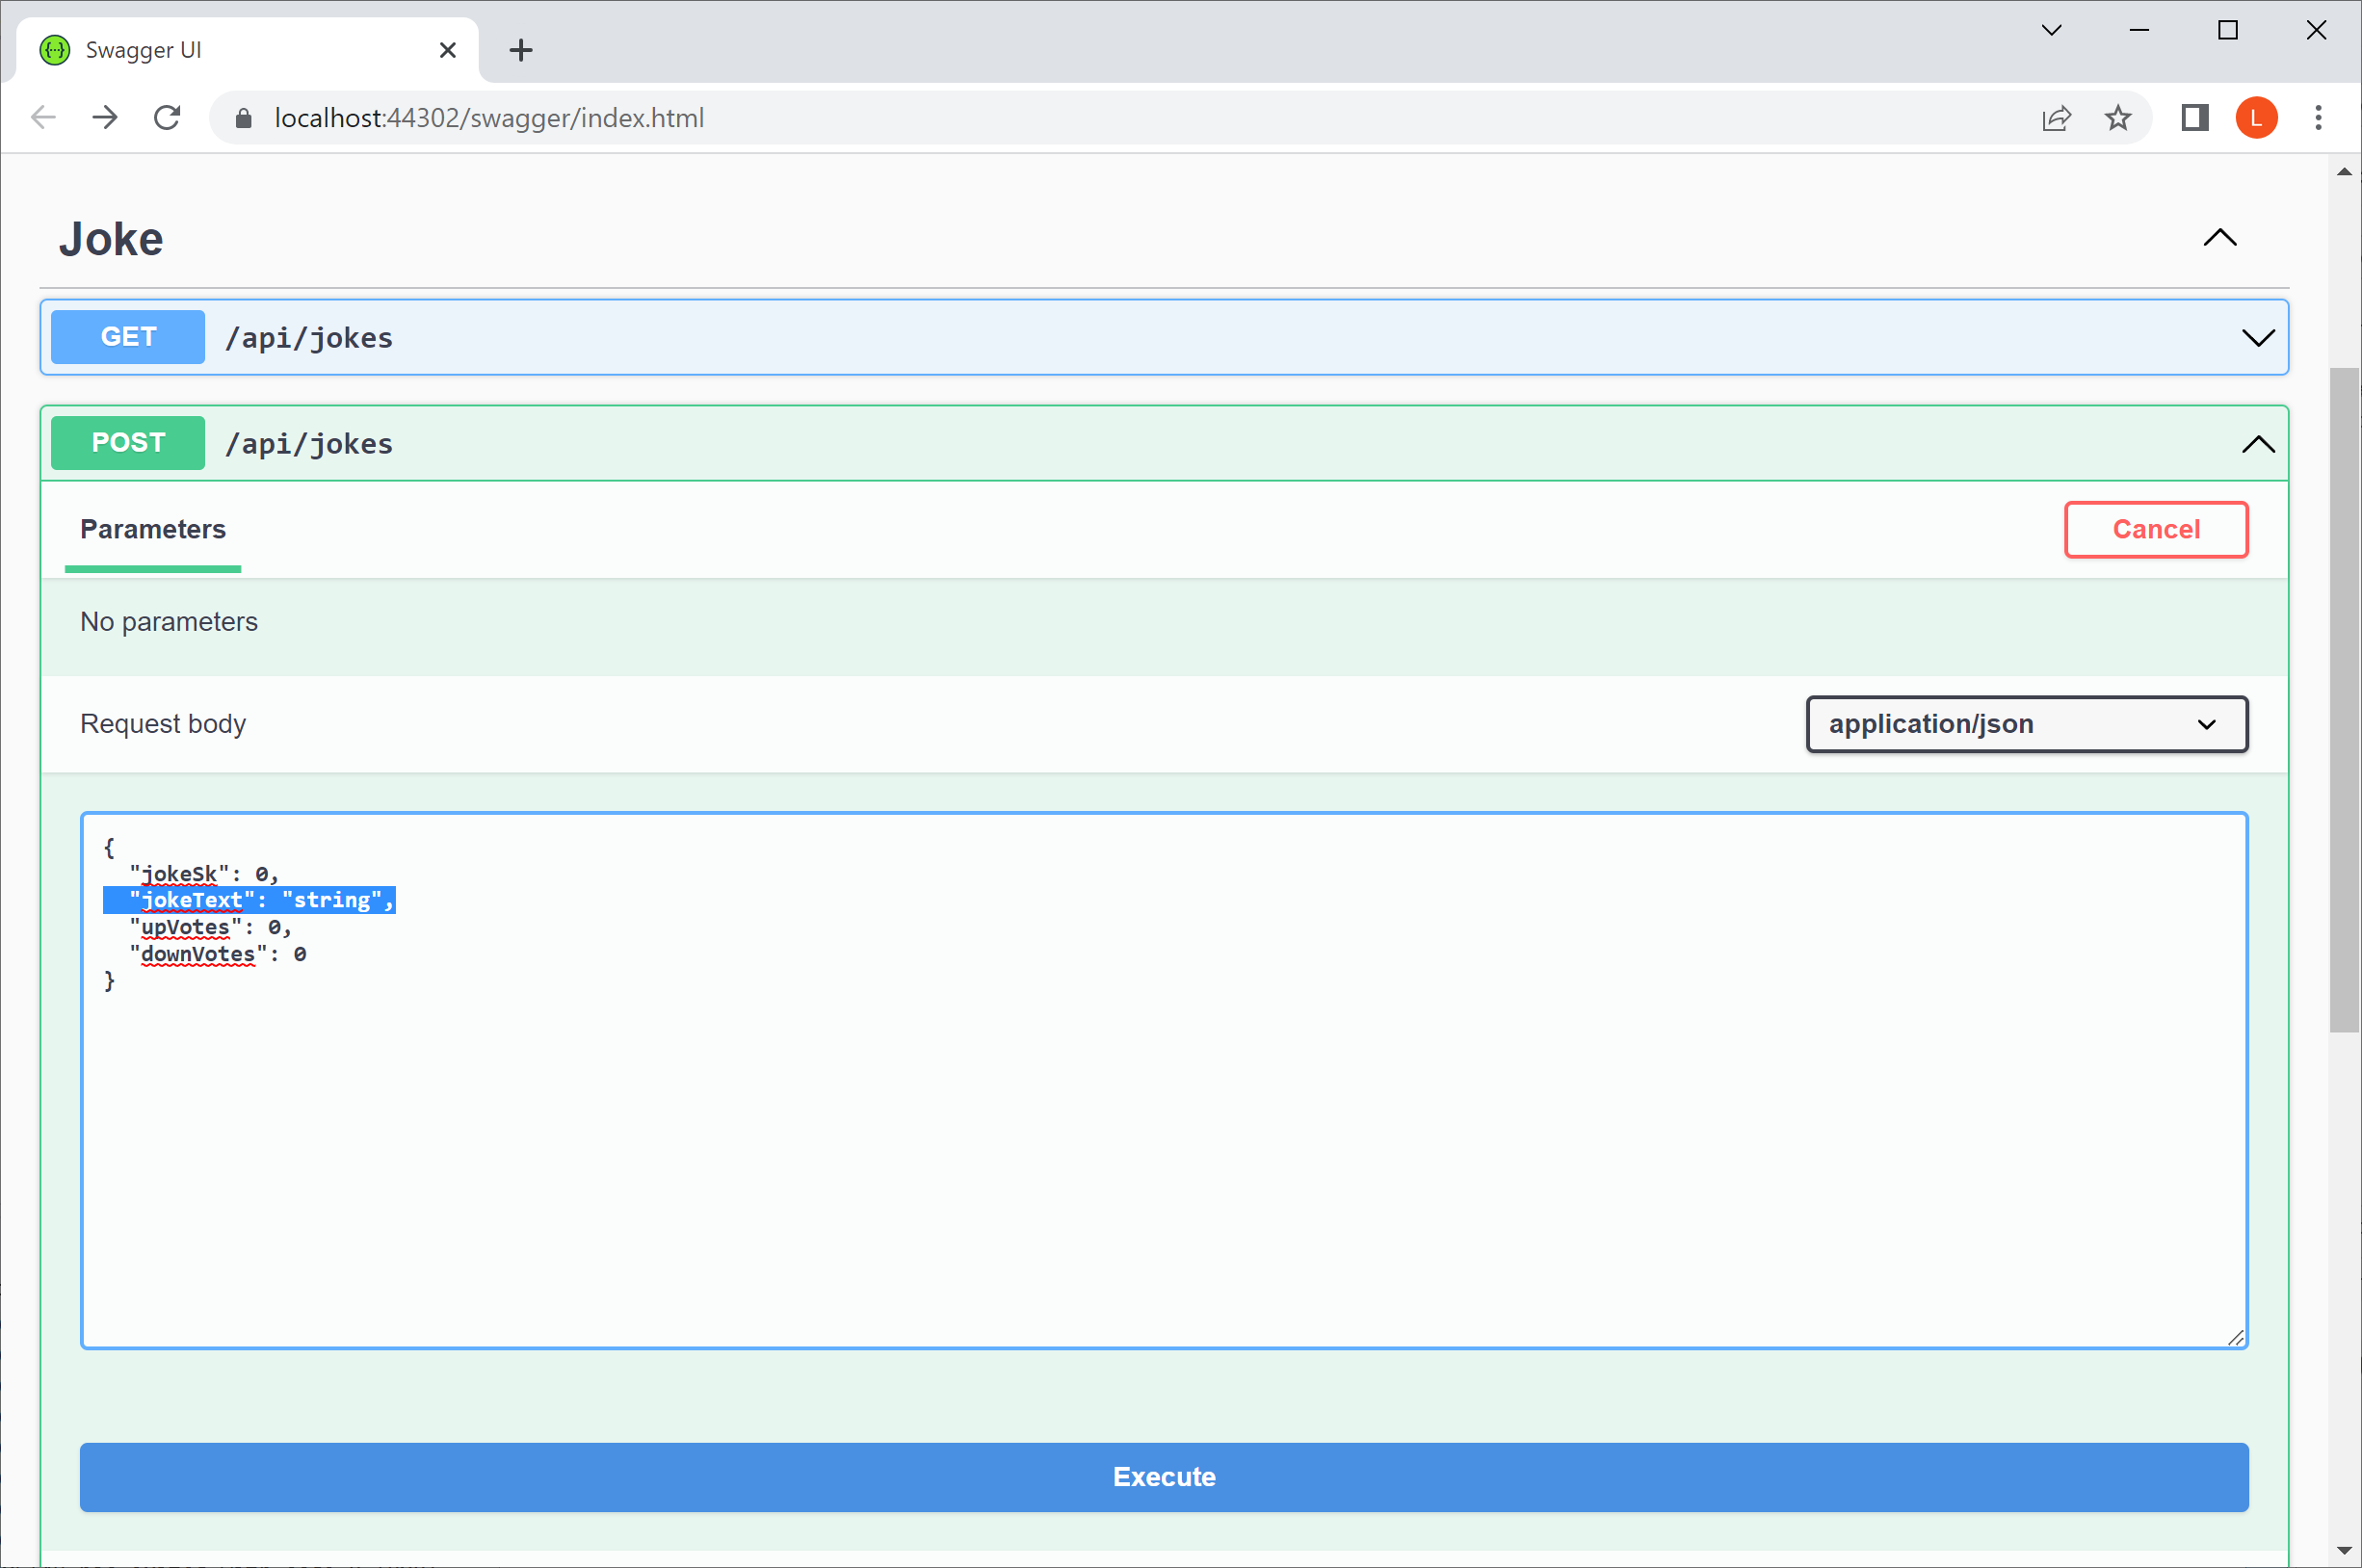 Swagger UI
localhost:44302/swagger/index.html
L
Joke
GET /api/jokes
POST /api/jokes
Parameters
Cancel
No parameters
Request body
application/json
{
  "jokeSk": 0,
  "jokeText": "string",
  "upVotes": 0,
  "downVotes": 0
}
Execute